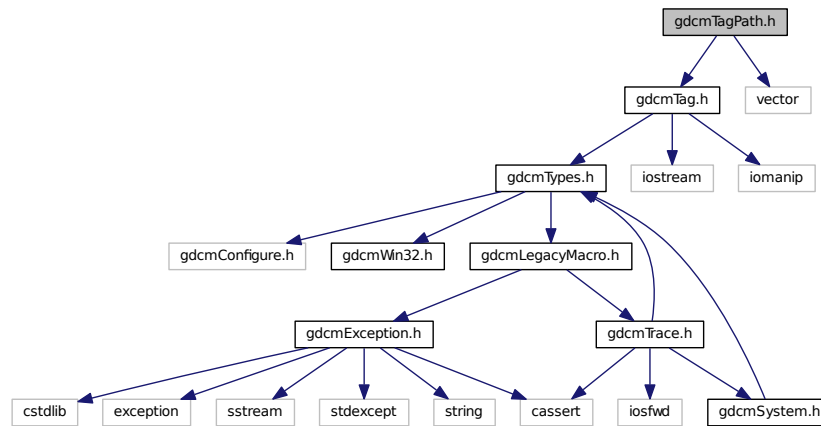 gdcmTagPath.h
gdcmTag.h
vector
gdcmTypes.h
iostream
iomanip
gdcmConfigure.h
gdcmWin32.h
gdcmLegacyMacro.h
gdcmException.h
gdcmTrace.h
cstdlib
exception
sstream
stdexcept
string
cassert
iosfwd
gdcmSystem.h